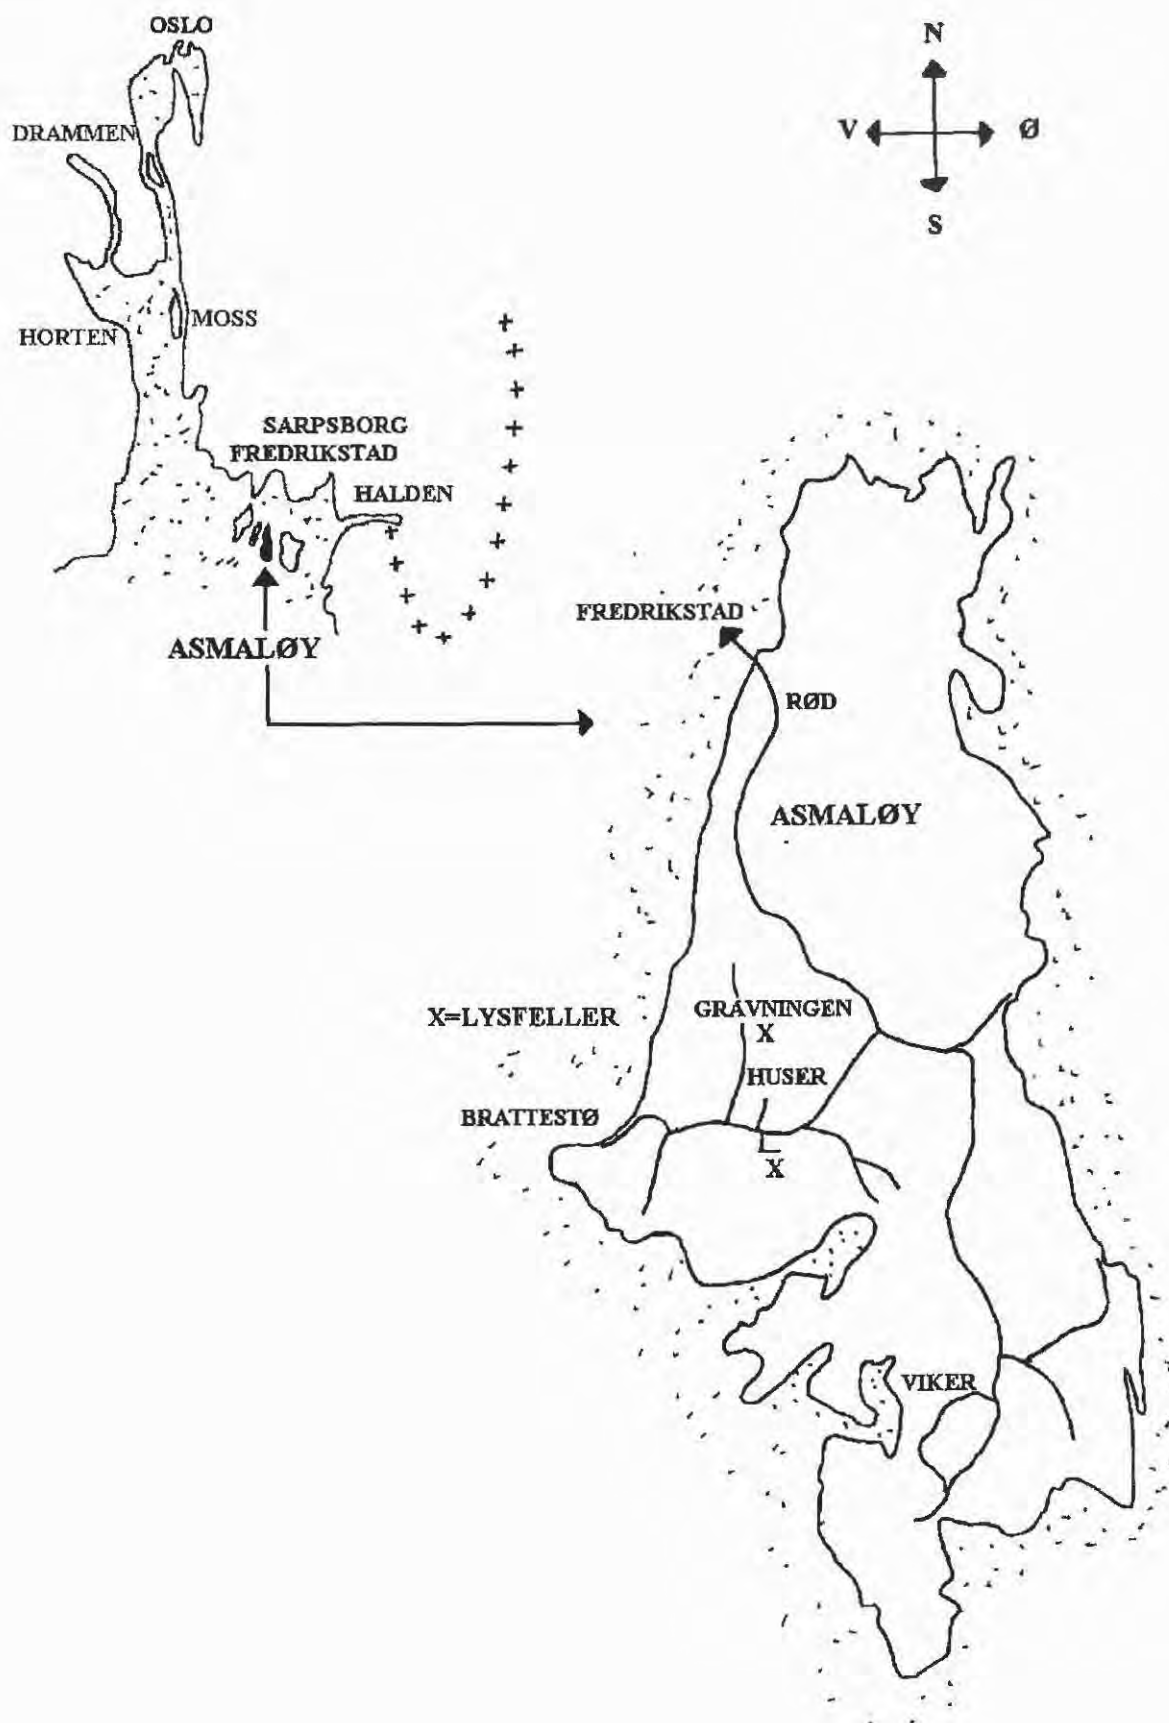 OSLO
N
V
Ø
S
DRAMMEN
HORTEN
MOSS
SARPSBORG
FREDRIKSTAD
HALDEN
ASMALØY
FREDRIKSTAD
RØD
ASMALØY
X=LYSFELLER
GRAVNINGEN
X
HUSER
BRATTESTØ
X
VIKER